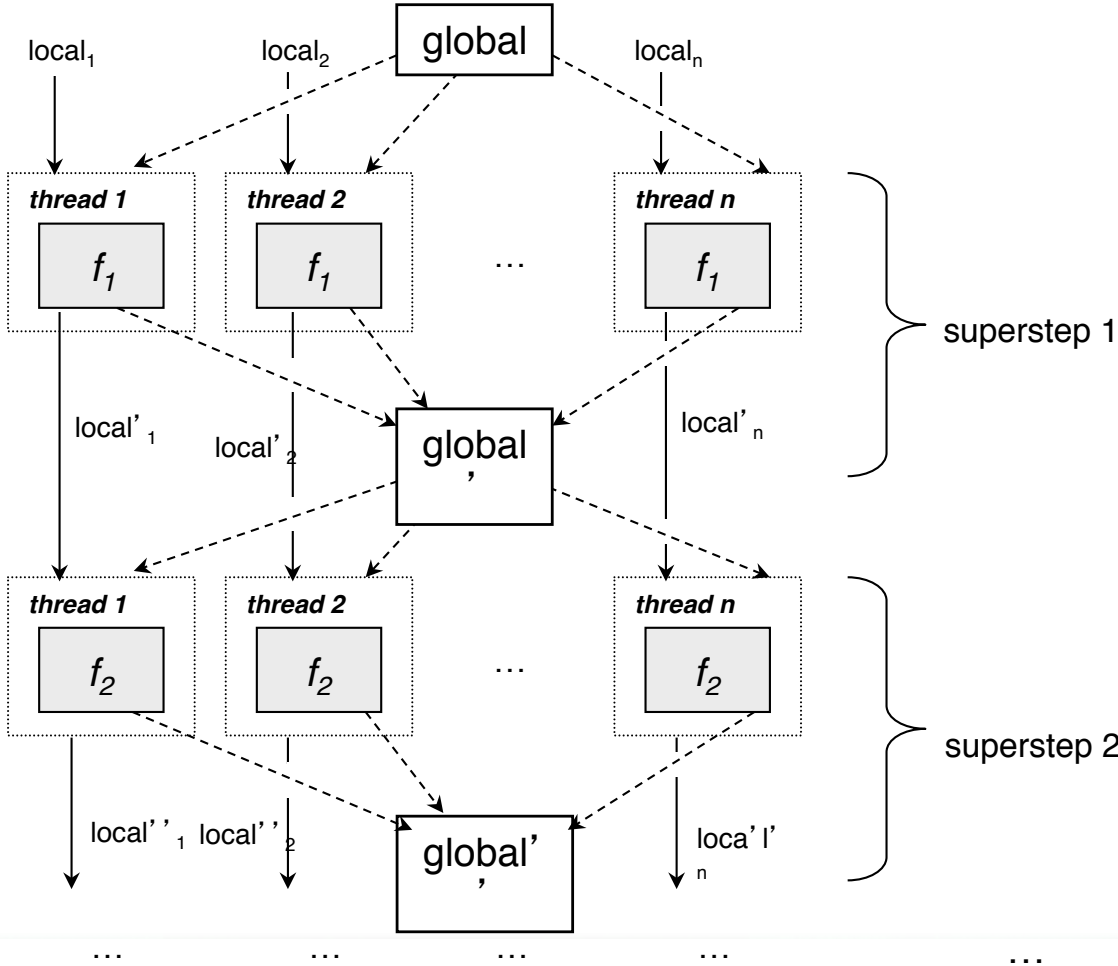 local₁
local₂
global
localₙ
thread 1
thread 2
thread n
f₁
f₁
...
f₁
superstep 1
local’₁
local’₂
global
’
local’ₙ
thread 1
thread 2
thread n
f₂
f₂
...
f₂
superstep 2
local’’₁
local’’₂
global’
’
loca’l’
n
... ... ... ... ...